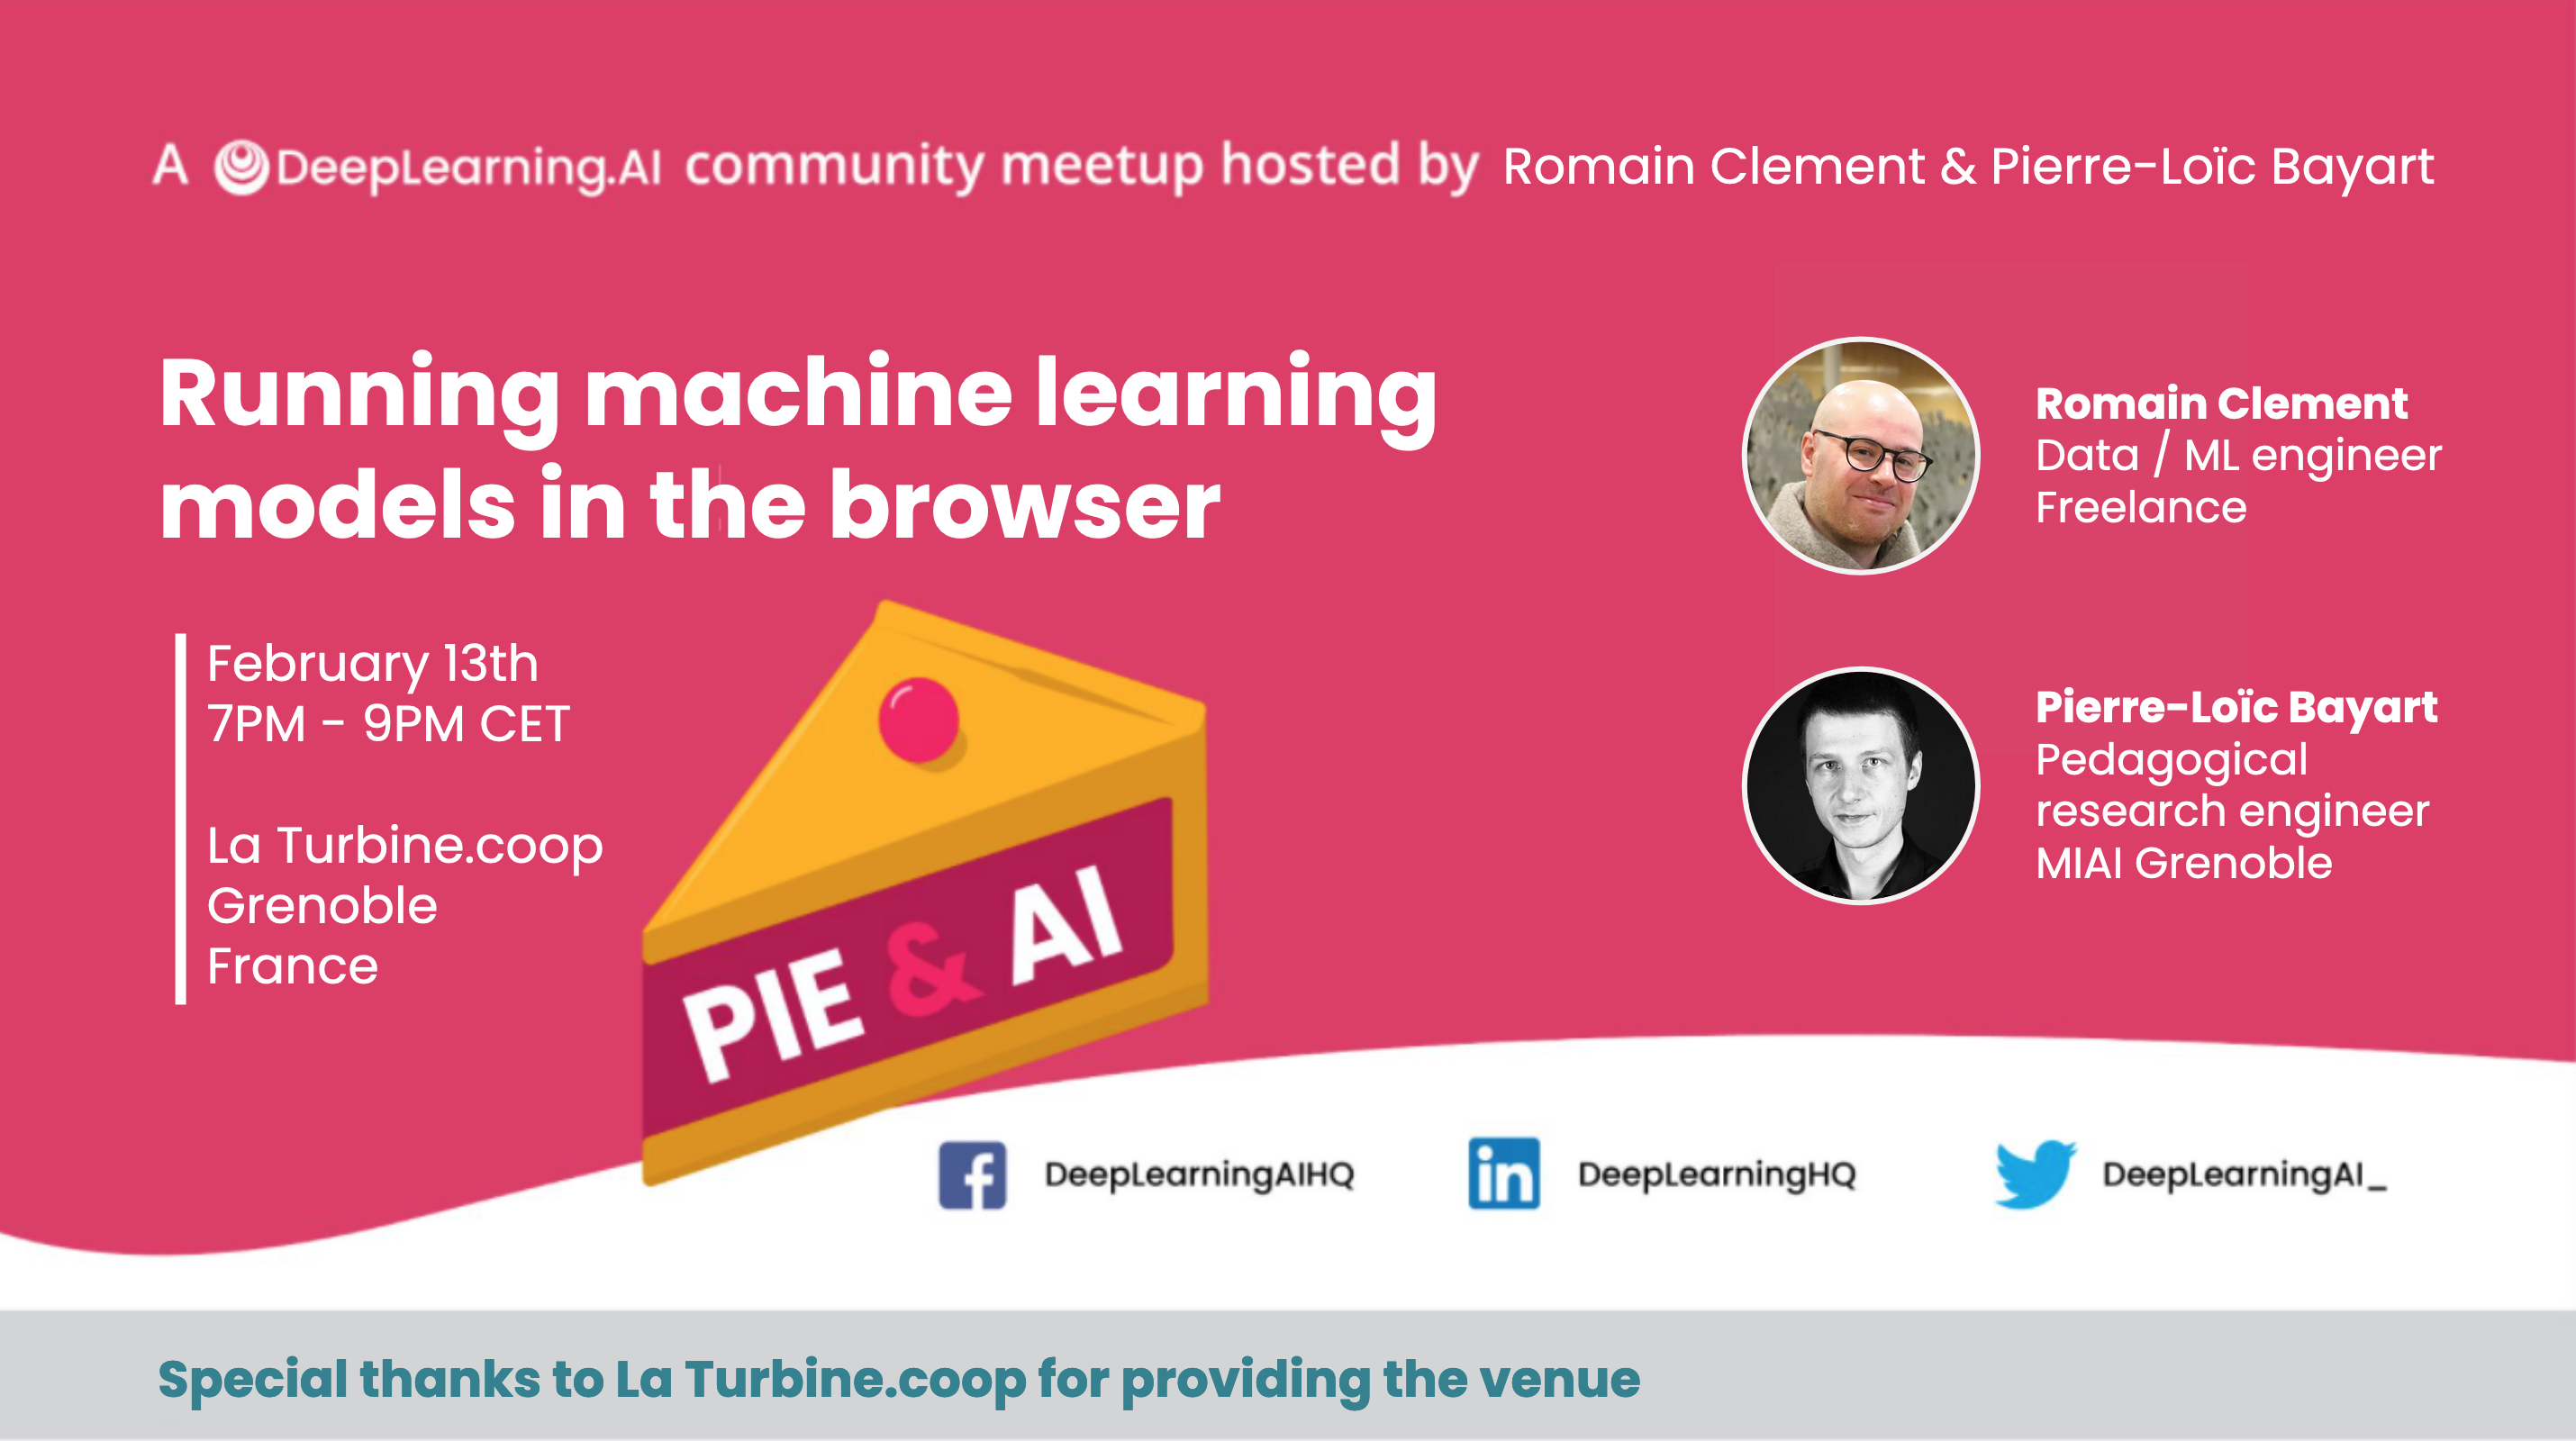 A DeepLearning.AI community meetup hosted by Romain Clement & Pierre-Loïc Bayart
Running machine learning
models in the browser
February 13th
7PM - 9PM CET
La Turbine.coop
Grenoble
France
PIE & AI
Romain Clement
Data / ML engineer
Freelance
Pierre-Loïc Bayart
Pedagogical
research engineer
MIAI Grenoble
DeepLearningAIHQ
DeepLearningHQ
DeepLearningAI_
Special thanks to La Turbine.coop for providing the venue